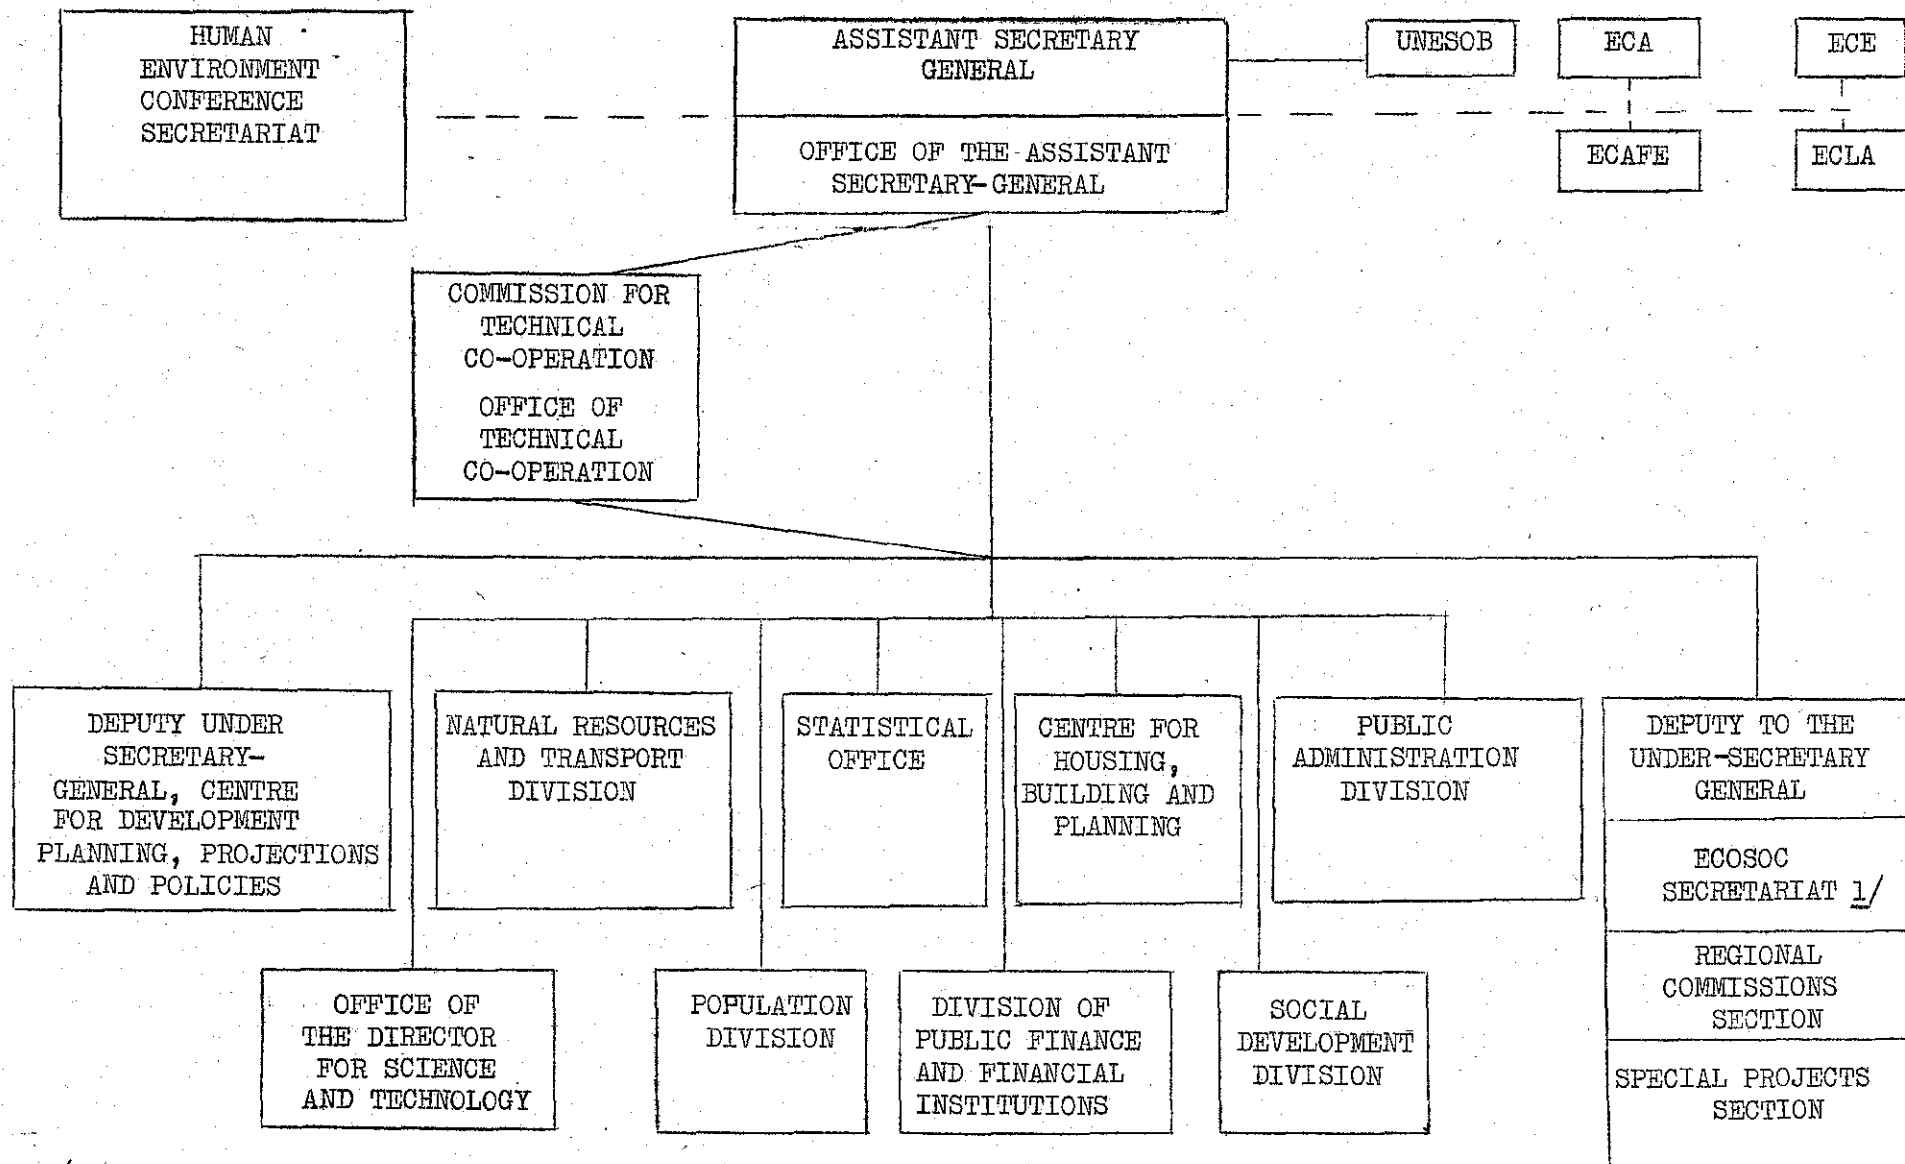 HUMAN
ENVIRONMENT
CONFERENCE
SECRETARIAT
ASSISTANT SECRETARY
GENERAL
OFFICE OF THE ASSISTANT
SECRETARY-GENERAL
UNESOB
ECA
ECE
ECAFE
ECLA
COMMISSION FOR
TECHNICAL
CO-OPERATION
OFFICE OF
TECHNICAL
CO-OPERATION
DEPUTY UNDER
SECRETARY-
GENERAL, CENTRE
FOR DEVELOPMENT
PLANNING, PROJECTIONS
AND POLICIES
NATURAL RESOURCES
AND TRANSPORT
DIVISION
STATISTICAL
OFFICE
CENTRE FOR
HOUSING,
BUILDING AND
PLANNING
PUBLIC
ADMINISTRATION
DIVISION
DEPUTY TO THE
UNDER-SECRETARY
GENERAL
ECOSOC
SECRETARIAT 1/
REGIONAL
COMMISSIONS
SECTION
SPECIAL PROJECTS
SECTION
OFFICE OF
THE DIRECTOR
FOR SCIENCE
AND TECHNOLOGY
POPULATION
DIVISION
DIVISION OF
PUBLIC FINANCE
AND FINANCIAL
INSTITUTIONS
SOCIAL
DEVELOPMENT
DIVISION